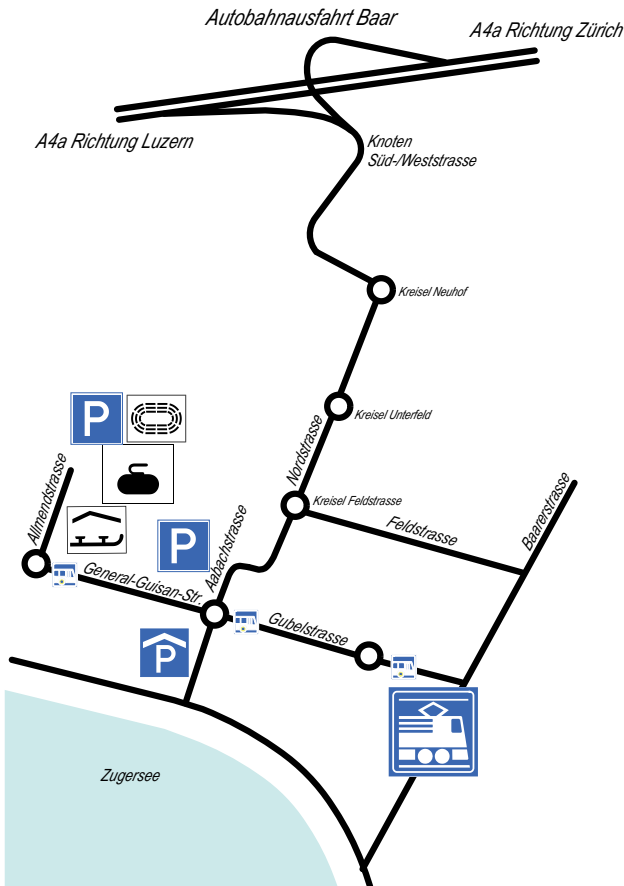 Autobahnausfahrt Baar
A4a Richtung Zürich
A4a Richtung Luzern
Knoten
Süd-/Weststrasse
Kreisel Neuhof
Kreisel Unterfeld
Nordstrasse
Kreisel Feldstrasse
Feldstrasse
Baarerstrasse
P
Allmendstrasse
P
Aabachstrasse
General-Guisan-Str.
Gubelstrasse
P
Zugersee